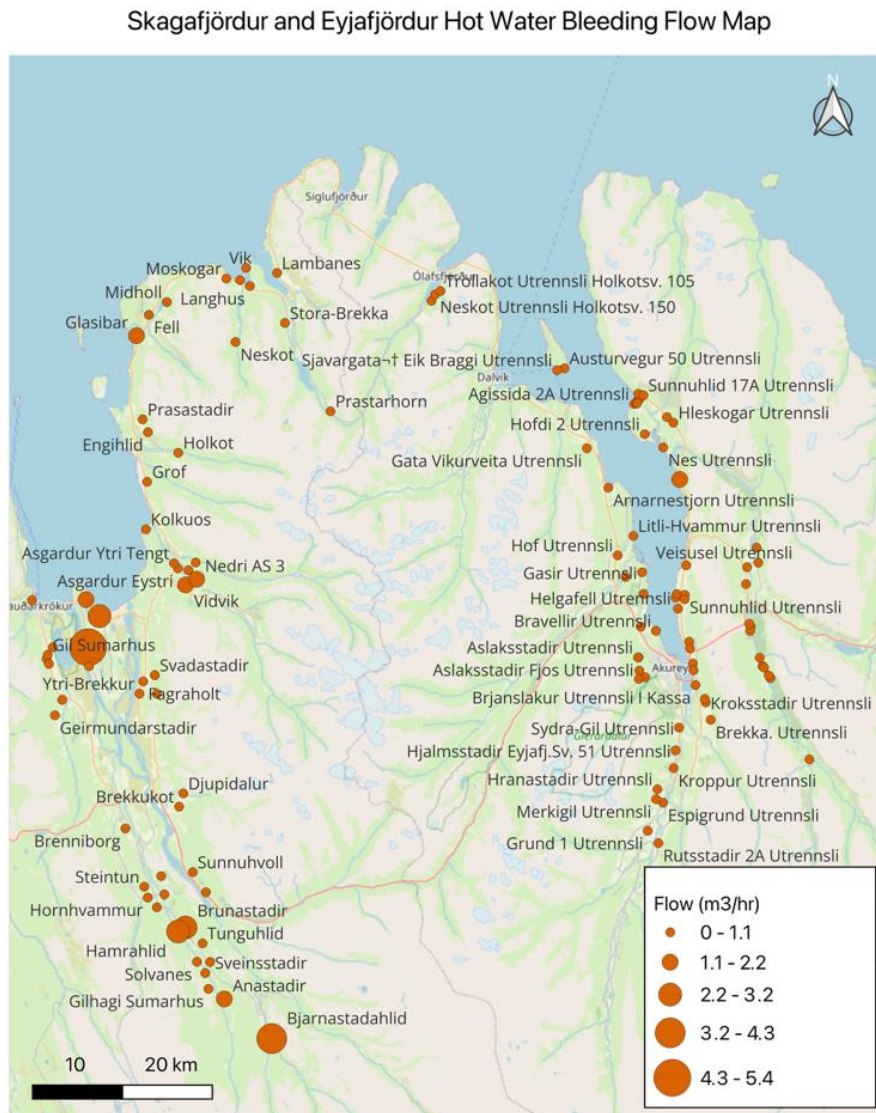 Skagafjördur and Eyjafjördur Hot Water Bleeding Flow Map
N
Siglufjörður
Vik
Lambanes
Moskogar
Ólafsfjörður
Trollakot Utrennsli Holkotsv. 105
Midholl
Langhus
Neskot Utrennsli Holkotsv. 150
Glasibar
Fell
Stora-Brekka
Neskot
Sjavargata¬† Eik Braggi Utrennsli
Austurvegur 50 Utrennsli
Dalvík
Agissida 2A Utrennsli
Sunnuhlid 17A Utrennsli
Prastarhorn
Prasastadir
Hofdi 2 Utrennsli
Hleskogar Utrennsli
Engihlid
Holkot
Gata Vikurveita Utrennsli
Nes Utrennsli
Grof
Arnarnestjorn Utrennsli
Kolkuos
Litli-Hvammur Utrennsli
Asgardur Ytri Tengt
Nedri AS 3
Hof Utrennsli
Veisusel Utrennsli
Asgardur Eystri
Gasir Utrennsli
Vidvik
Helgafell Utrennsli
Sunnuhlid Utrennsli
auðárkrókur
Bravellir Utrennsli
Gil Sumarhus
Aslaksstadir Utrennsli
Svadastadir
Aslaksstadir Fjos Utrennsli
Akurey
Ytri-Brekkur
Fagraholt
Brjanslakur Utrennsli I Kassa
Kroksstadir Utrennsli
Geirmundarstadir
Sydra-Gil Utrennsli
Brekka. Utrennsli
Glerárdalur
Hjalmsstadir Eyjafj.Sv. 51 Utrennsli
Djupidalur
Hranastadir Utrennsli
Kroppur Utrennsli
Brekkukot
Merkigil Utrennsli
Espigrund Utrennsli
Brenniborg
Grund 1 Utrennsli
Rutsstadir 2A Utrennsli
Sunnuhvoll
Steintun
Hornhvammur
Brunastadir
Tunguhlid
Hamrahlid
Sveinsstadir
Solvanes
Anastadir
Gilhagi Sumarhus
Bjarnastadahlid
Flow (m3/hr)
0 - 1.1
1.1 - 2.2
2.2 - 3.2
3.2 - 4.3
4.3 - 5.4
10 20 km